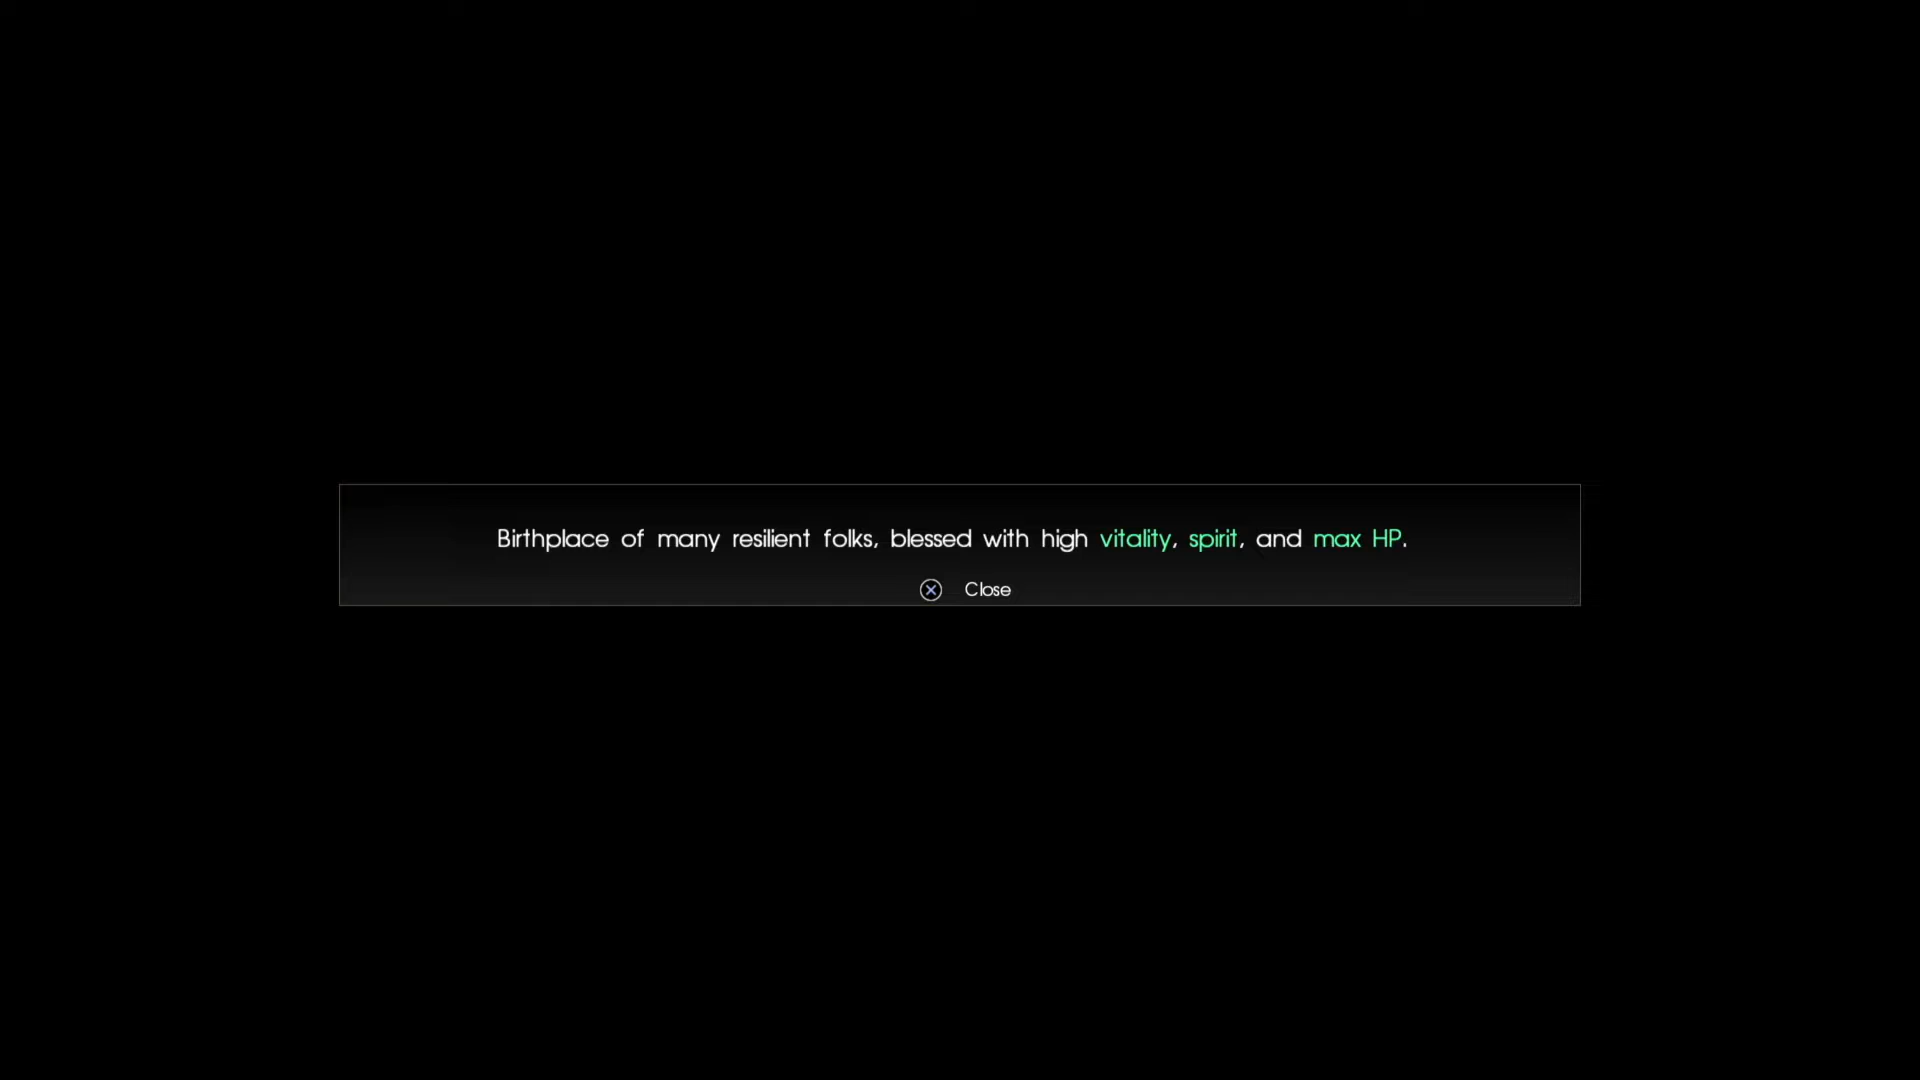 Birthplace of many resilient folks, blessed with high vitality, spirit, and max HP.
Close